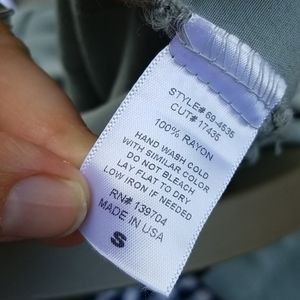 STYLE# 69-4535
CUT# 17435
100% RAYON
HAND WASH COLD
WITH SIMILAR COLOR
DO NOT BLEACH
LAY FLAT TO DRY
LOW IRON IF NEEDED
RN# 139704
MADE IN USA
S